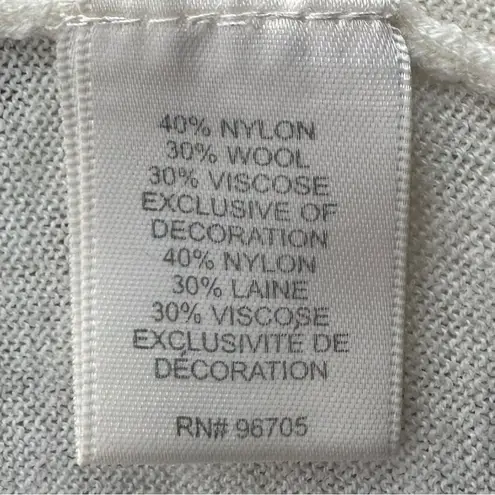 40% NYLON
30% WOOL
30% VISCOSE
EXCLUSIVE OF
DECORATION
40% NYLON
30% LAINE
30% VISCOSE
EXCLUSIVITÉ DE
DÉCORATION
RN# 96705